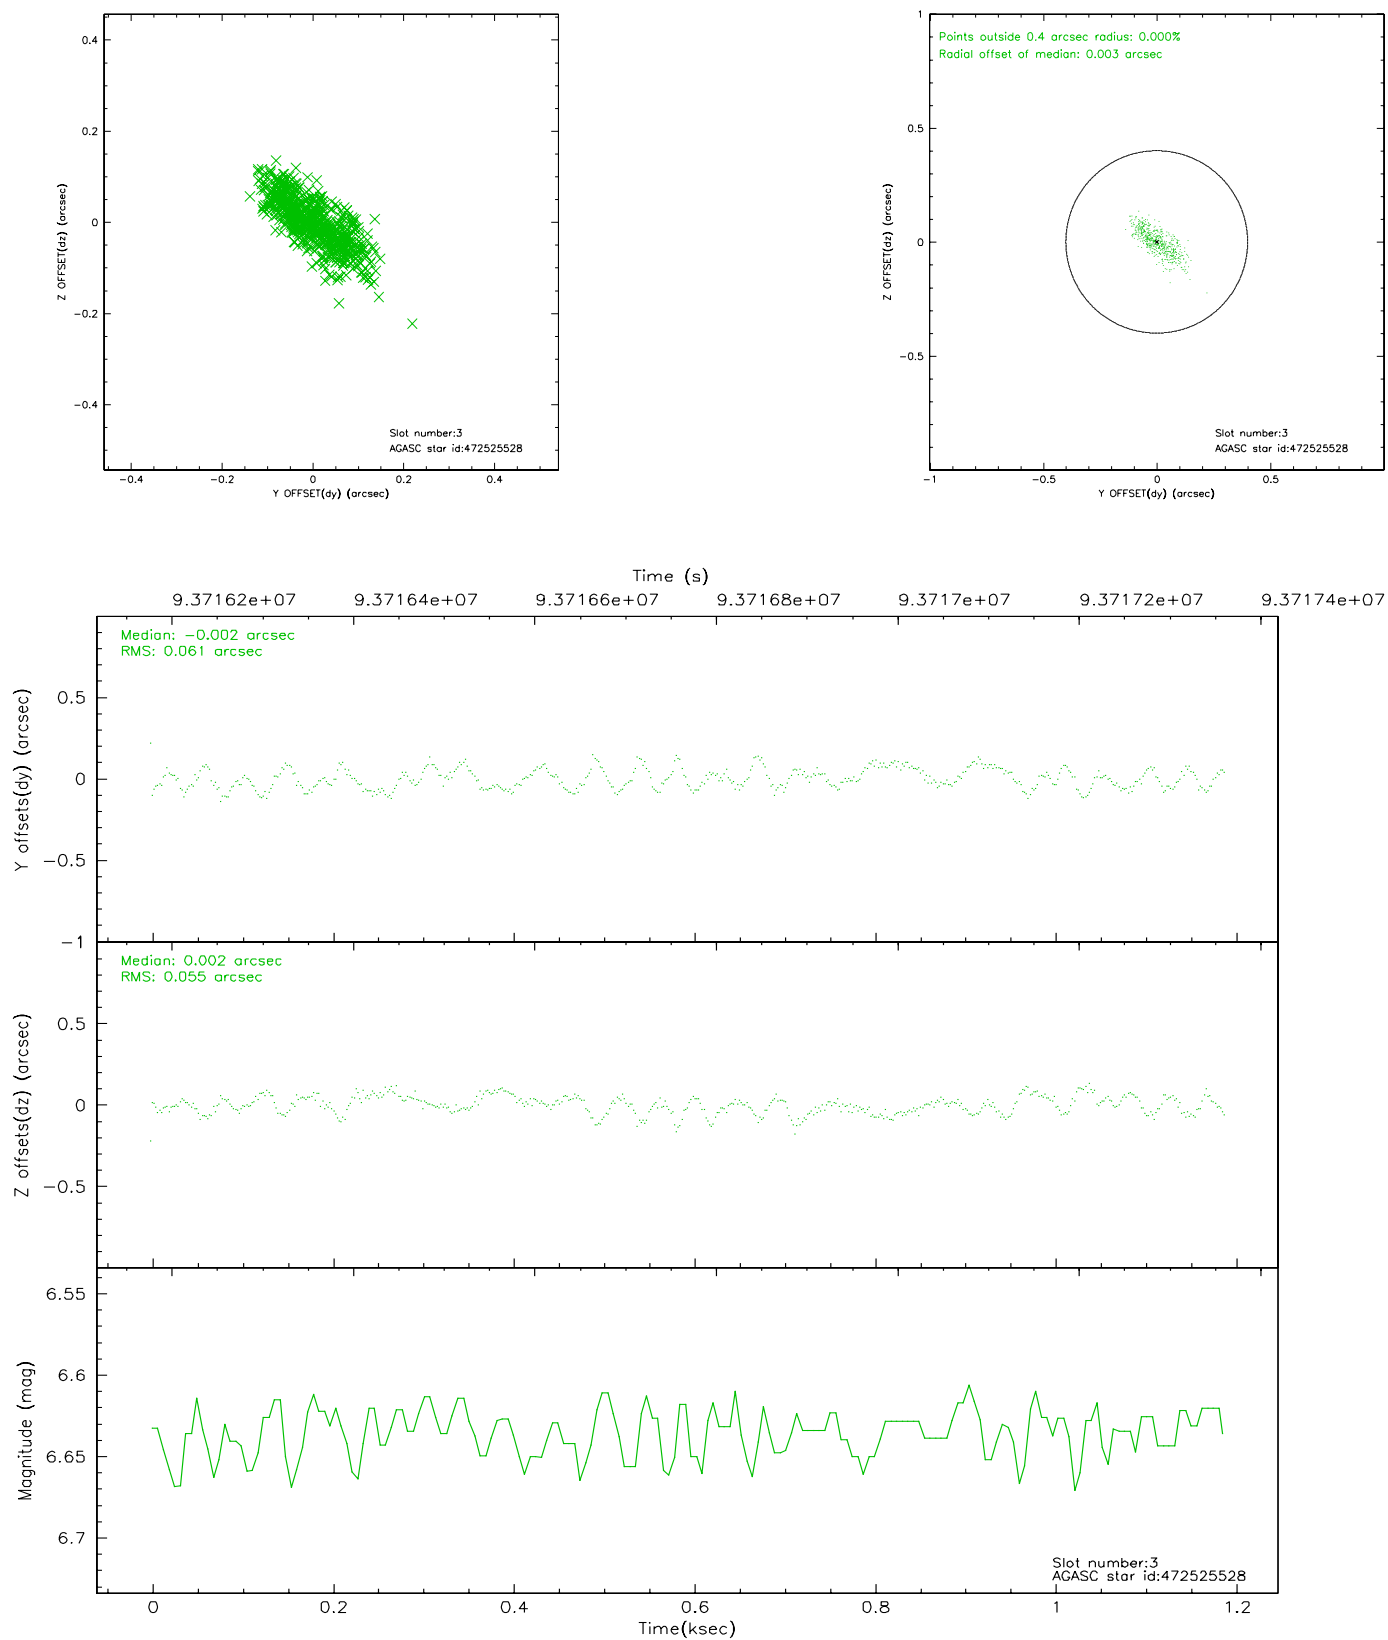 0.4
0.2
0
-0.2
-0.4
Z OFFSET(dz) (arcsec)
Slot number:3
AGASC star id:472525528
-0.4 -0.2 0 0.2 0.4
Y OFFSET(dy) (arcsec)
1
0.5
0
-0.5
Z OFFSET(dz) (arcsec)
Points outside 0.4 arcsec radius: 0.000%
Radial offset of median: 0.003 arcsec
Slot number:3
AGASC star id:472525528
-1 -0.5 0 0.5
Y OFFSET(dy) (arcsec)
Time (s)
9.37162e+07 9.37164e+07 9.37166e+07 9.37168e+07 9.3717e+07 9.37172e+07 9.37174e+07
Median: -0.002 arcsec
RMS: 0.061 arcsec
0.5
0
-0.5
-1
Y offsets(dy) (arcsec)
Median: 0.002 arcsec
RMS: 0.055 arcsec
0.5
0
-0.5
Z offsets(dz) (arcsec)
6.55
6.6
6.65
6.7
Magnitude (mag)
Slot number:3
AGASC star id:472525528
0 0.2 0.4 0.6 0.8 1 1.2
Time(ksec)